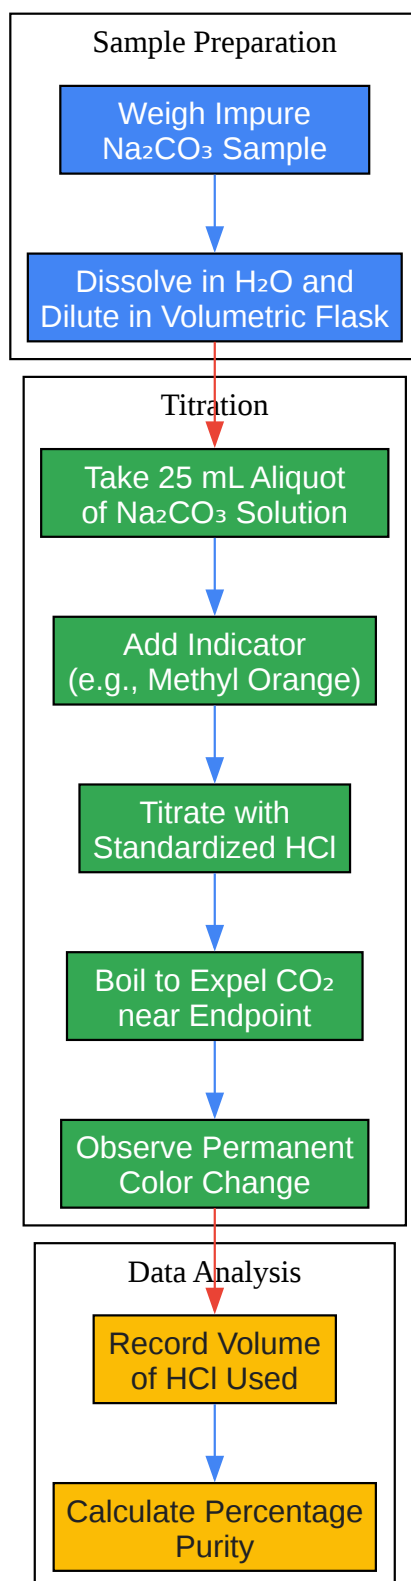 Sample Preparation
Weigh Impure
Na₂CO₃ Sample
Dissolve in H₂O and
Dilute in Volumetric Flask
Titration
Take 25 mL Aliquot
of Na₂CO₃ Solution
Add Indicator
(e.g., Methyl Orange)
Titrate with
Standardized HCl
Boil to Expel CO₂
near Endpoint
Observe Permanent
Color Change
Data Analysis
Record Volume
of HCl Used
Calculate Percentage
Purity